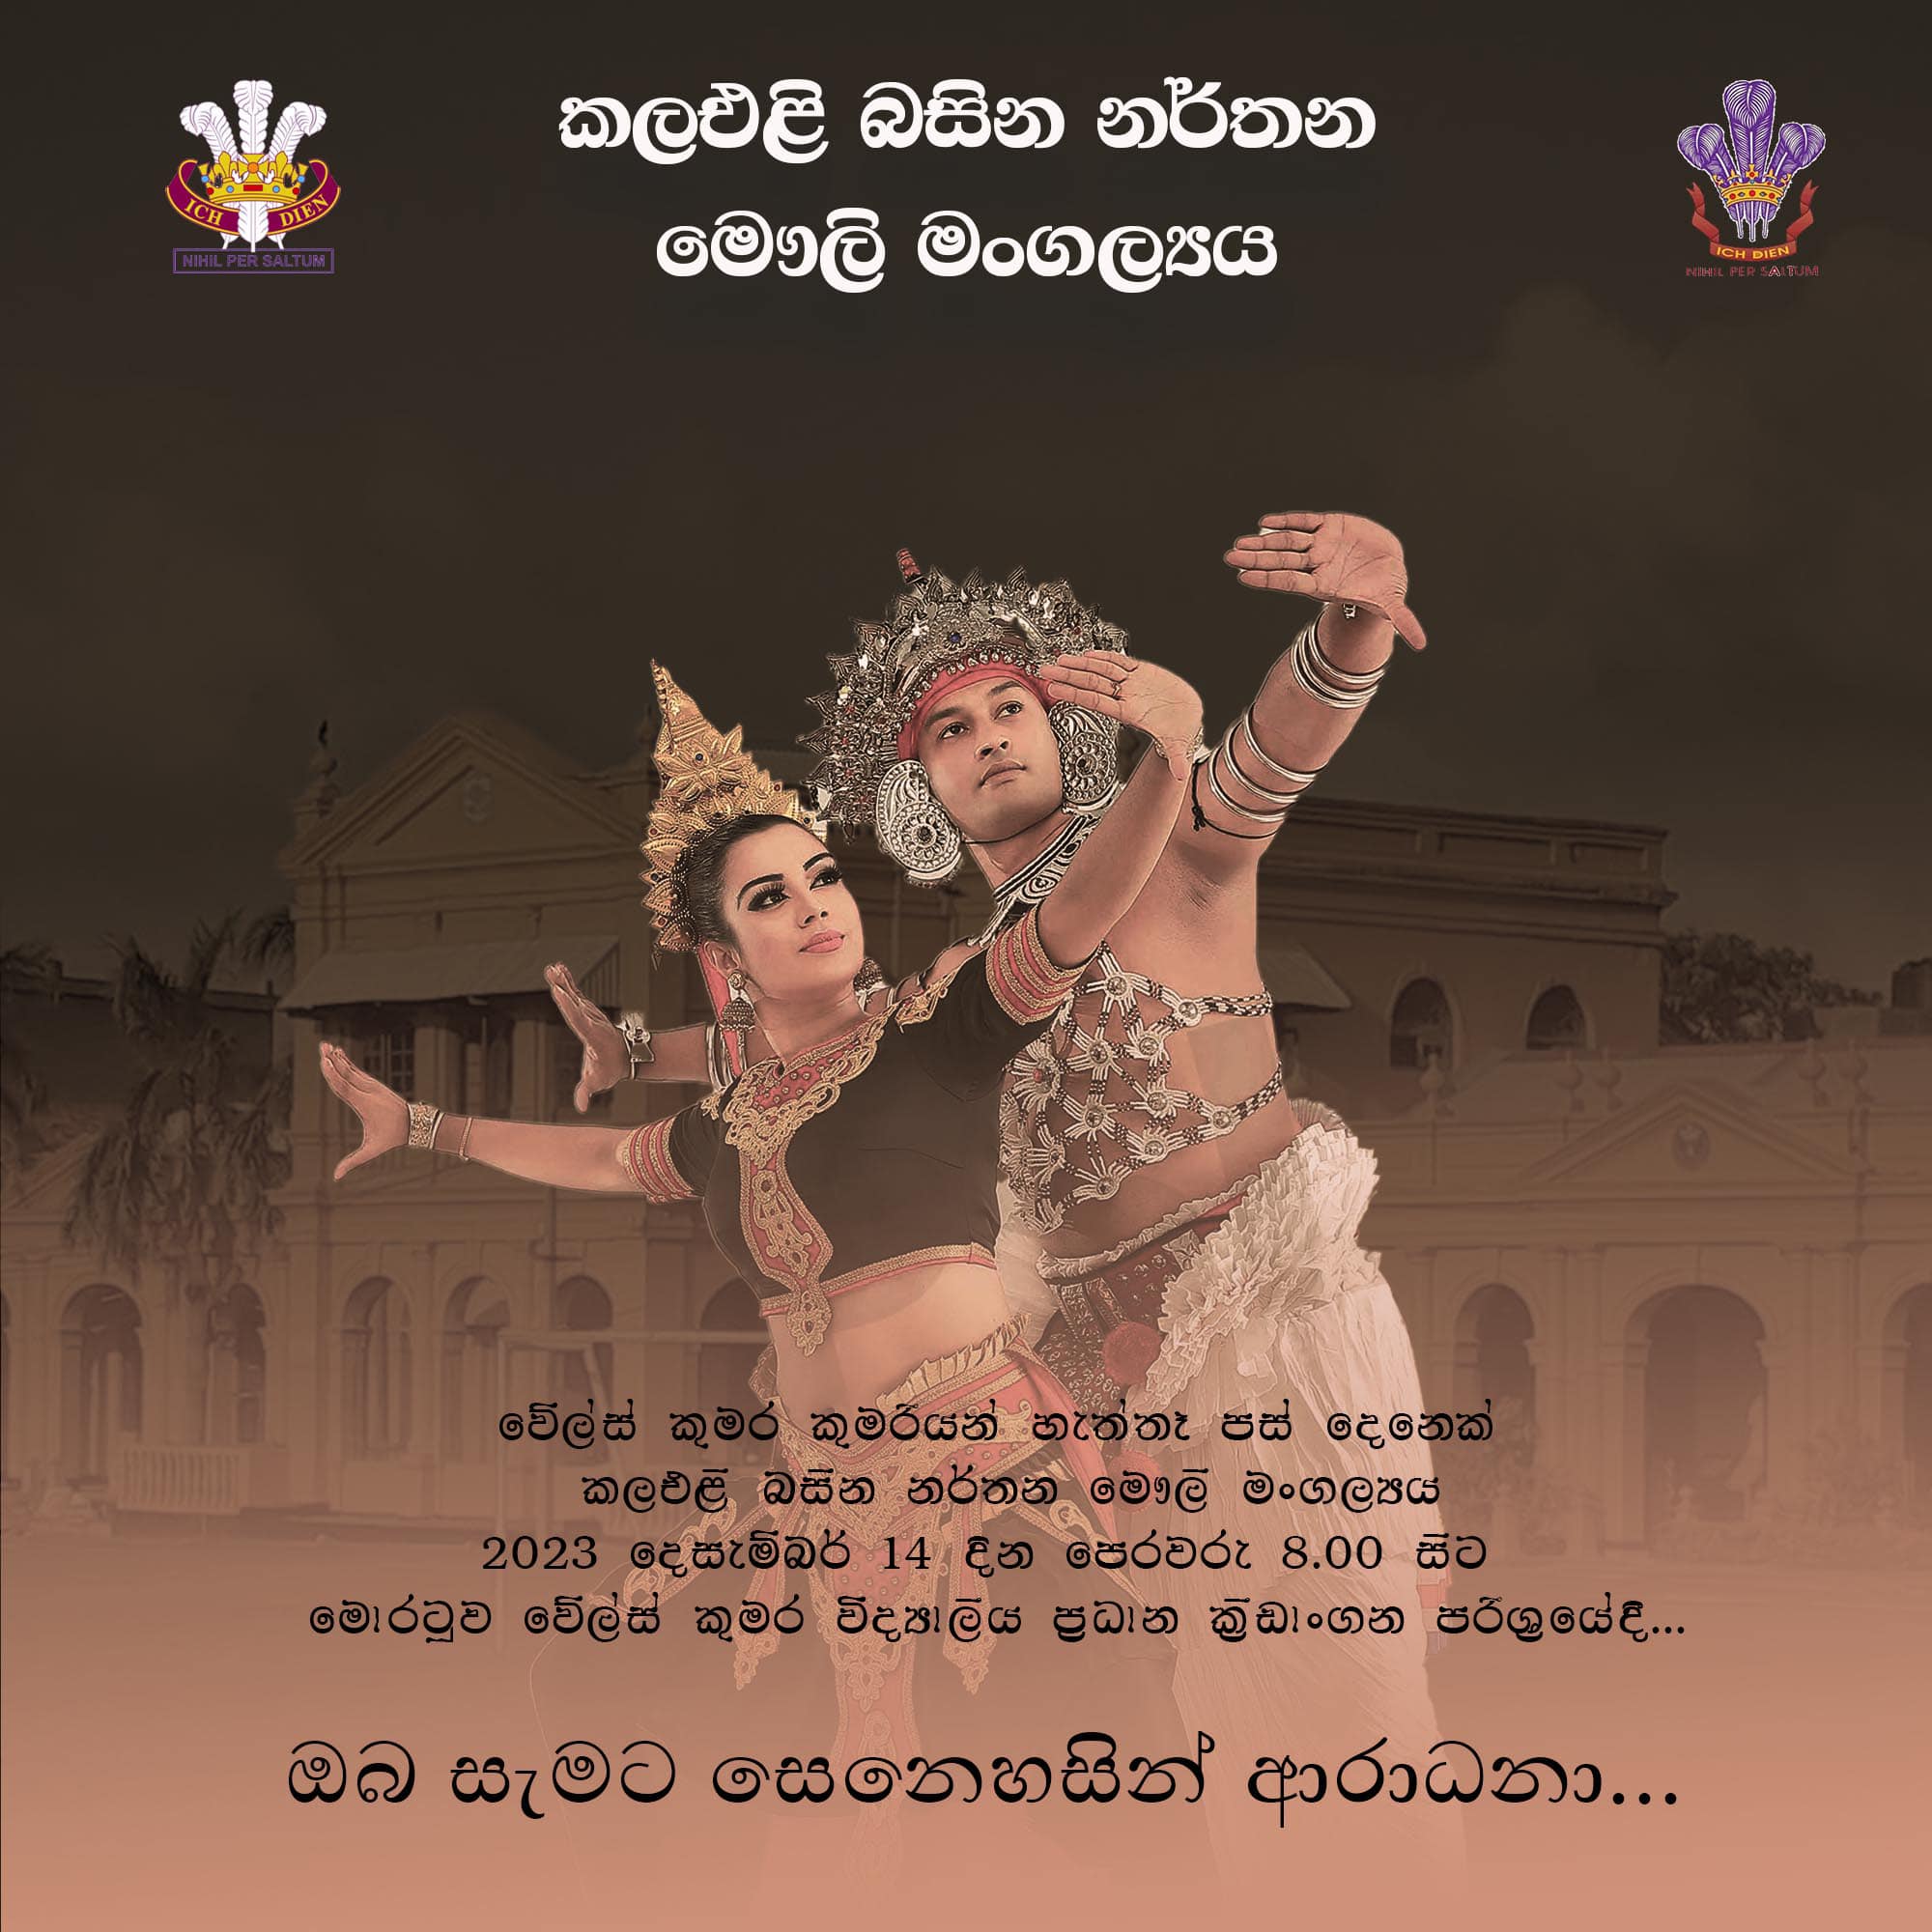 කලඑළි බසින නර්තන
මෞලි මංගල්‍යය
ICH DIEN
NIHIL PER SALTUM
ICH DIEN
NIHIL PER SALTUM
වේල්ස් කුමර කුමරියන් හැත්තෑ පස් දෙනෙක්
කලඑළි බසින නර්තන මෞලි මංගල්‍යය
2023 දෙසැම්බර් 14 දින පෙරවරු 8.00 සිට
මොරටුව වේල්ස් කුමර විද්‍යාලිය ප්‍රධාන ක්‍රිඩාංගන පරිශ්‍රයේදී...
ඔබ සැමට සෙනෙහසින් ආරාධනා...